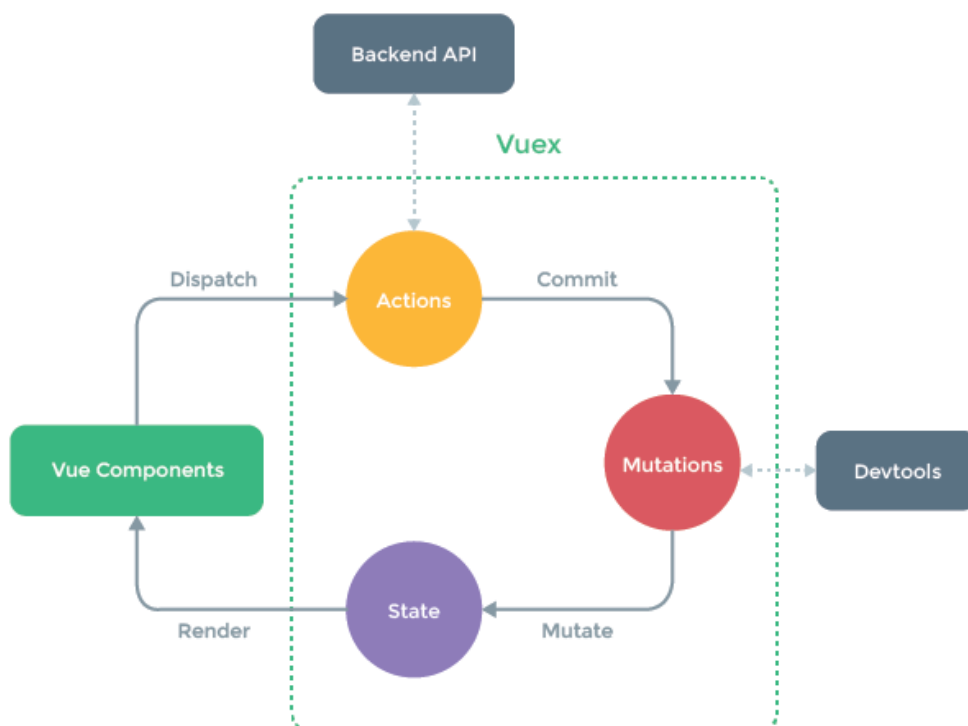 Backend API
Vuex
Dispatch
Commit
Actions
Vue Components
Mutations
Devtools
State
Render
Mutate